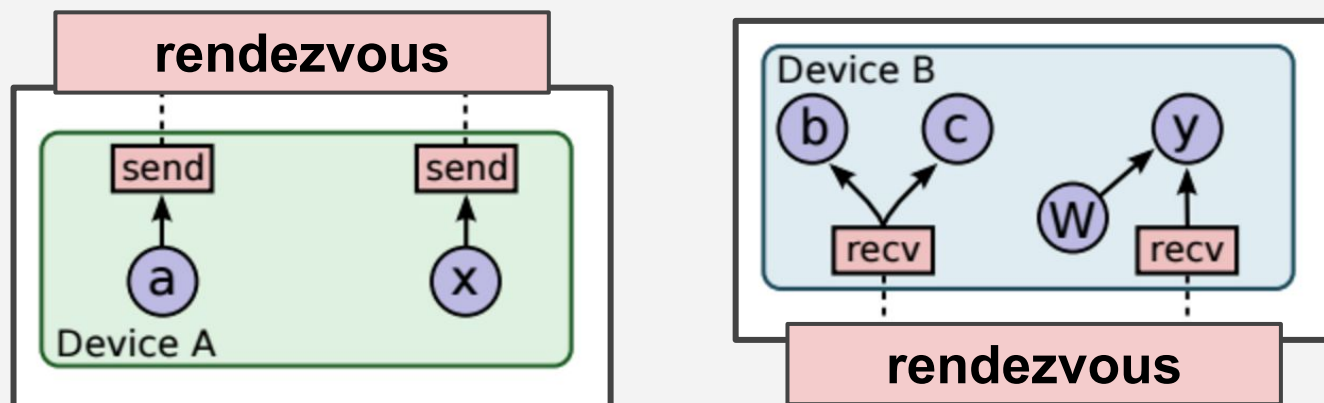 rendezvous
send send
a x
Device A
Device B
b c y
W
recv recv
rendezvous